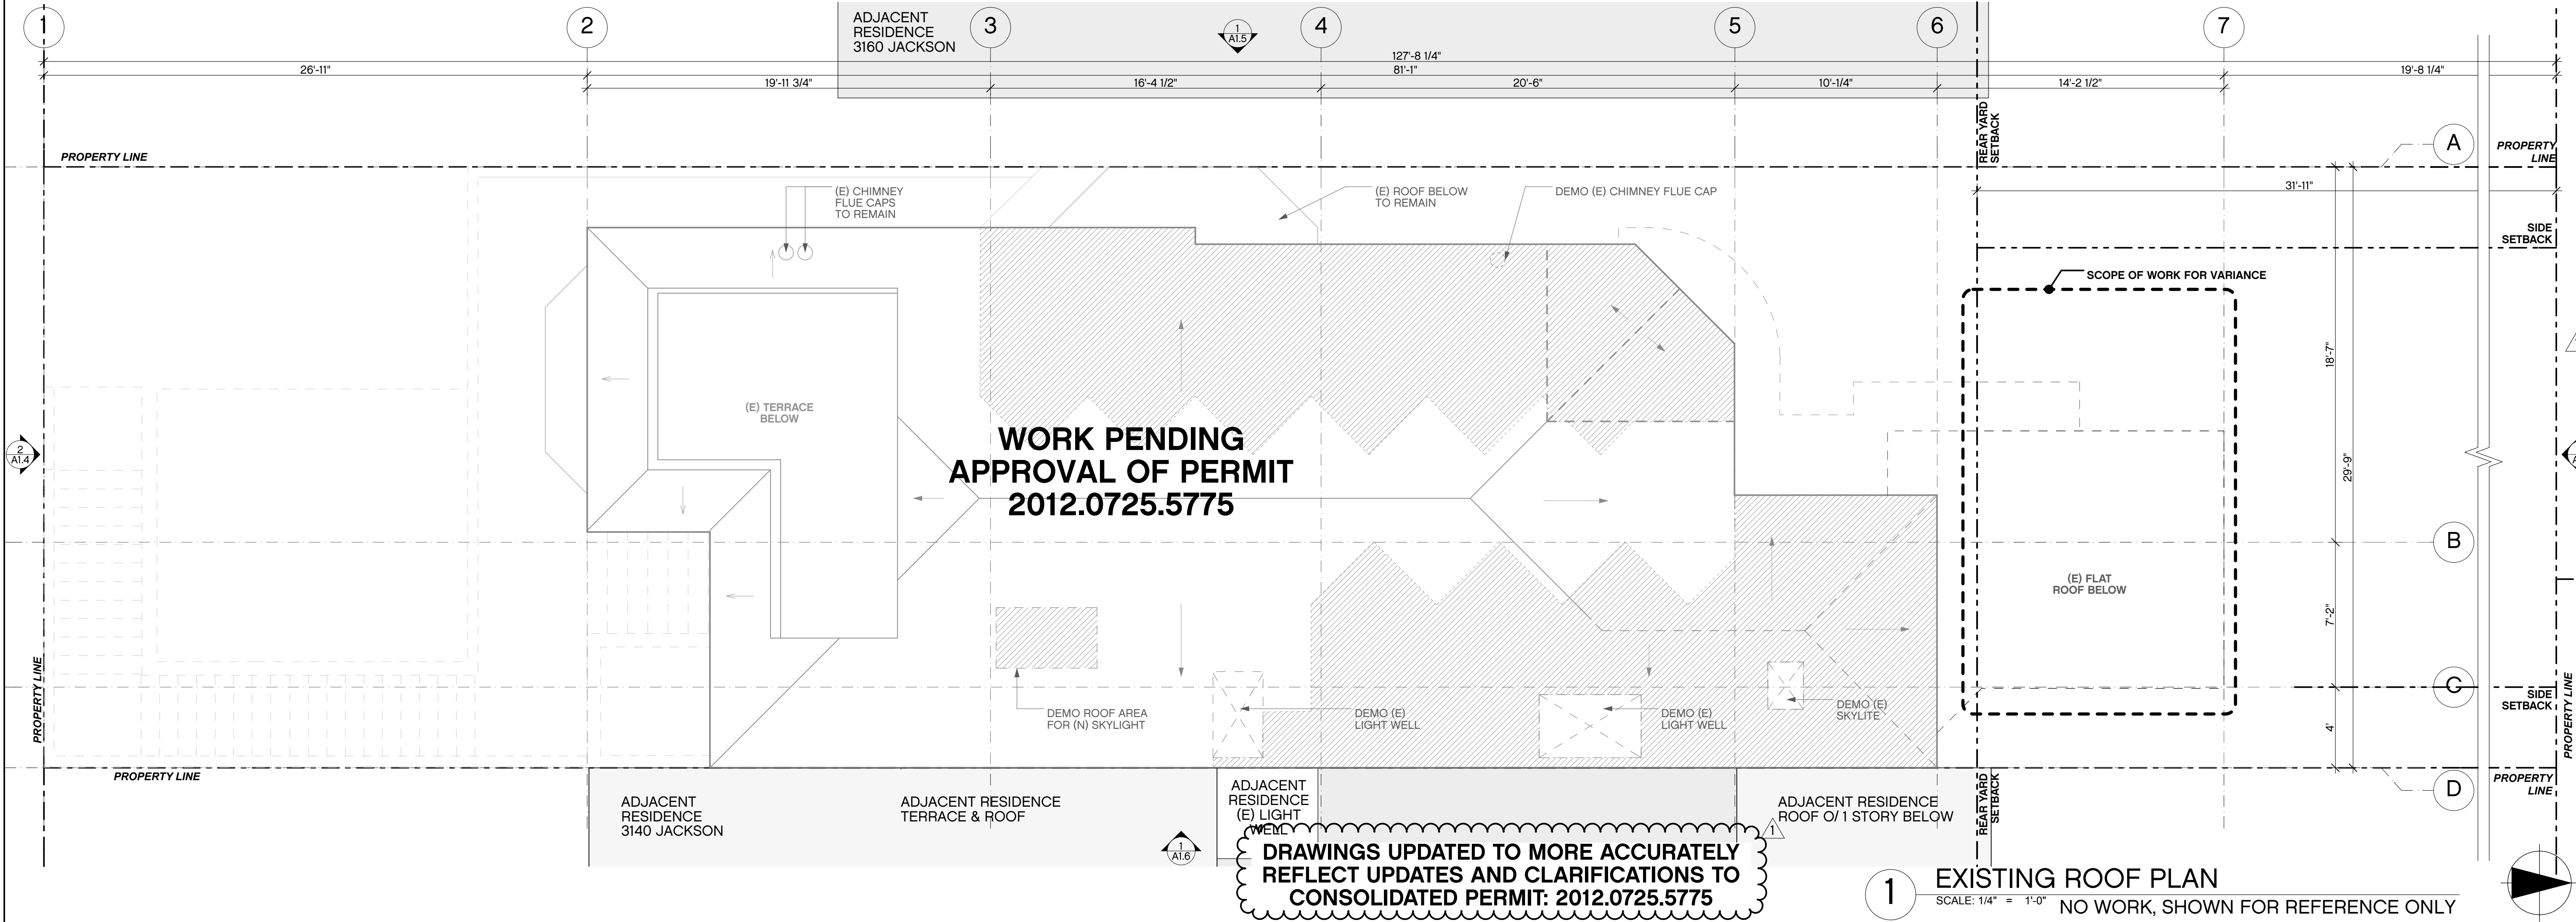 1
2
3
4
5
6
7
ADJACENT
RESIDENCE
3160 JACKSON
1
A1.5
127'-8 1/4"
26'-11"
81'-1"
19'-8 1/4"
19'-11 3/4"
16'-4 1/2"
20'-6"
10'-1/4"
14'-2 1/2"
REAR YARD
SETBACK
A
PROPERTY LINE
PROPERTY
LINE
31'-11"
(E) CHIMNEY
FLUE CAPS
TO REMAIN
(E) ROOF BELOW
TO REMAIN
DEMO (E) CHIMNEY FLUE CAP
SIDE
SETBACK
SCOPE OF WORK FOR VARIANCE
18'-7"
29'-9"
(E) TERRACE
BELOW
WORK PENDING
APPROVAL OF PERMIT
2012.0725.5775
2
A1.4
B
(E) FLAT
ROOF BELOW
7'-2"
C
SIDE
SETBACK
PROPERTY LINE
PROPERTY LINE
DEMO ROOF AREA
FOR (N) SKYLIGHT
DEMO (E)
LIGHT WELL
DEMO (E)
LIGHT WELL
DEMO (E)
SKYLITE
4'
PROPERTY LINE
PROPERTY
LINE
D
ADJACENT
RESIDENCE
3140 JACKSON
ADJACENT RESIDENCE
TERRACE & ROOF
ADJACENT
RESIDENCE
(E) LIGHT
WELL
ADJACENT RESIDENCE
ROOF O/ 1 STORY BELOW
REAR YARD
SETBACK
1
A1.6
1
DRAWINGS UPDATED TO MORE ACCURATELY
REFLECT UPDATES AND CLARIFICATIONS TO
CONSOLIDATED PERMIT: 2012.0725.5775
1
EXISTING ROOF PLAN
SCALE: 1/4" = 1'-0"
NO WORK, SHOWN FOR REFERENCE ONLY